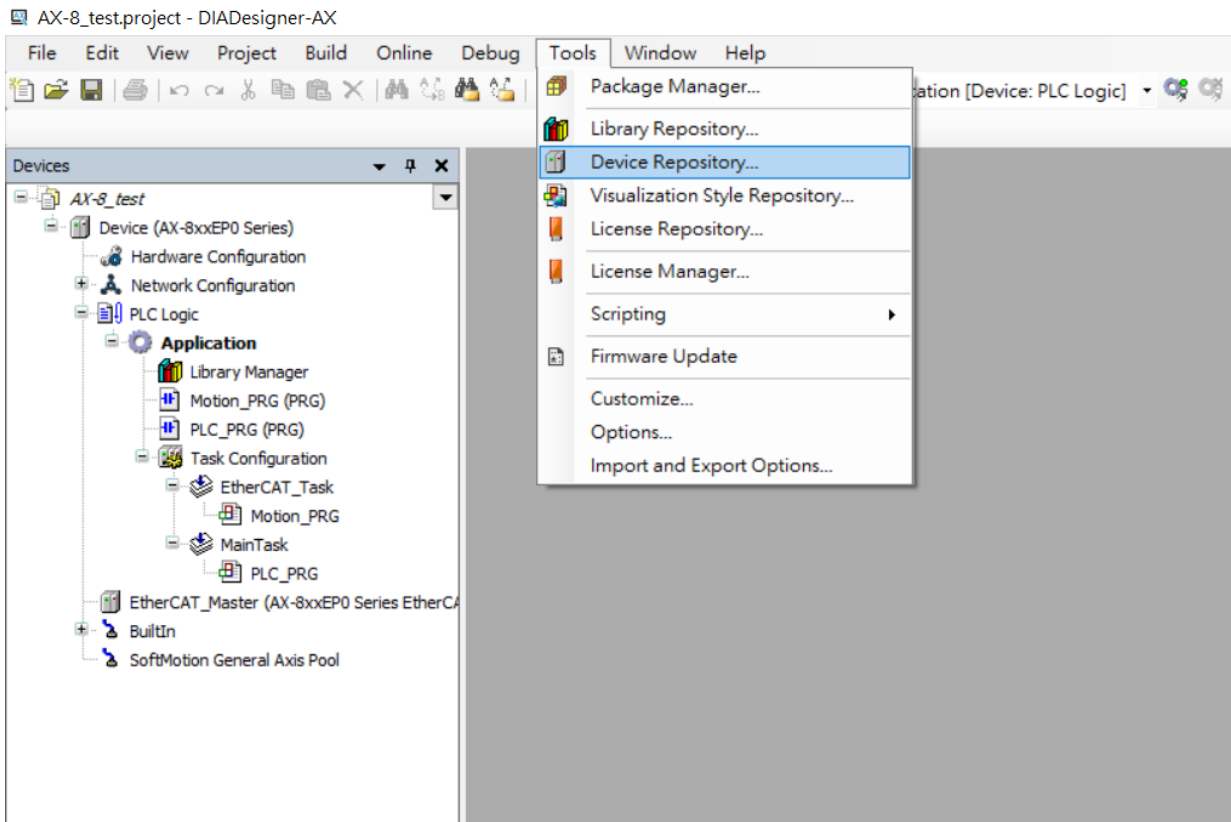 AX-8_test.project - DIADesigner-AX
File Edit View Project Build Online Debug Tools Window Help
Package Manager...
ation [Device: PLC Logic]
Library Repository...
Device Repository...
Visualization Style Repository...
License Repository...
License Manager...
Scripting
Firmware Update
Customize...
Options...
Import and Export Options...
Devices
AX-8_test
Device (AX-8xxEP0 Series)
Hardware Configuration
Network Configuration
PLC Logic
Application
Library Manager
Motion_PRG (PRG)
PLC_PRG (PRG)
Task Configuration
EtherCAT_Task
Motion_PRG
MainTask
PLC_PRG
EtherCAT_Master (AX-8xxEP0 Series EtherCA
BuiltIn
SoftMotion General Axis Pool